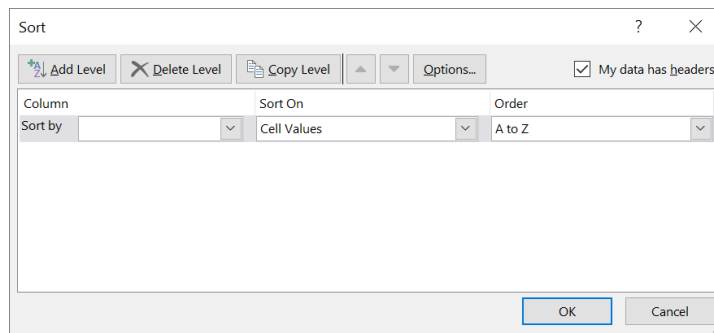 Sort ?
Add Level Delete Level Copy Level Options... My data has headers
Column Sort On Order
Sort by Cell Values A to Z
OK Cancel